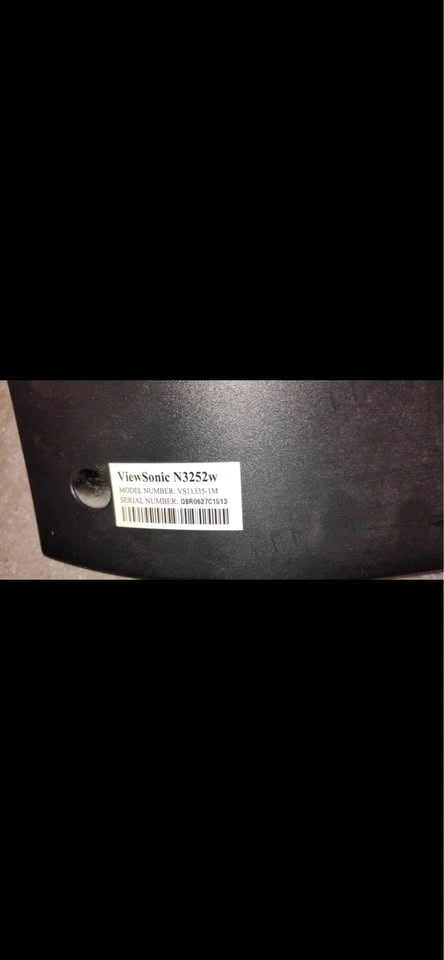 ViewSonic N3252w
MODEL NUMBER: VS11335-1M
SERIAL NUMBER: QBR0627C1513